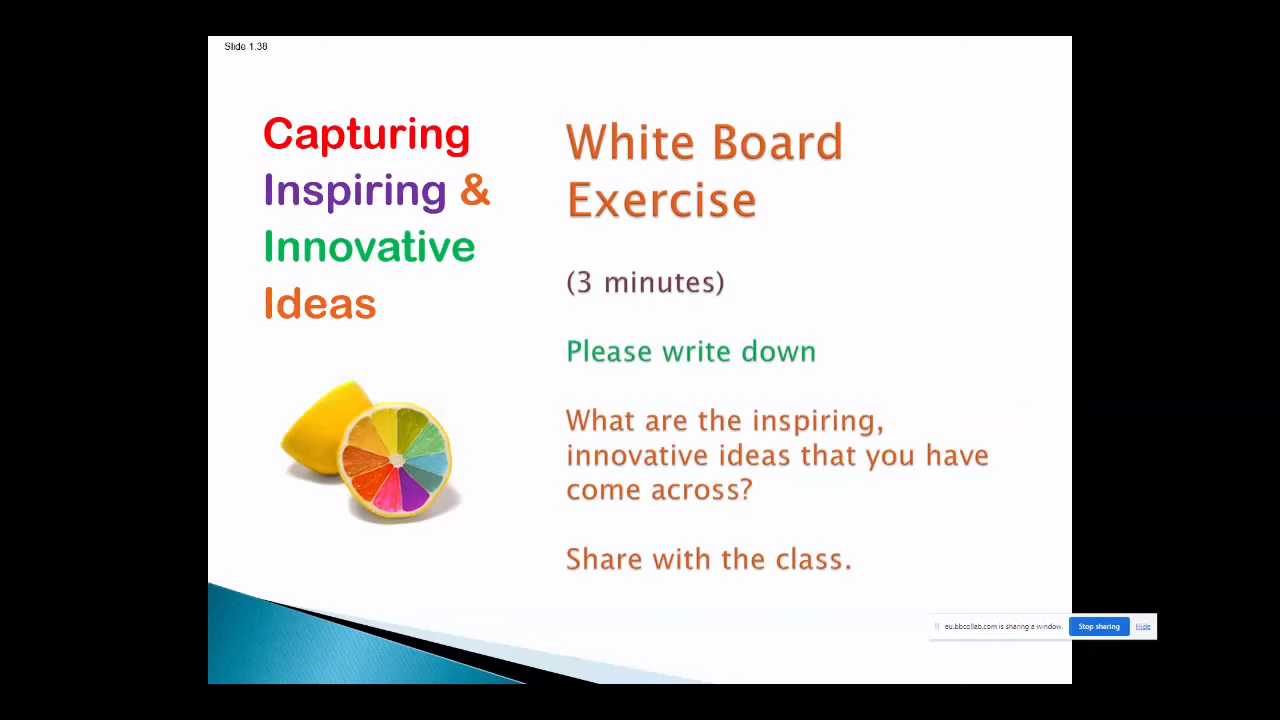 Slide 1.38
Capturing
Inspiring &
Innovative
Ideas
White Board
Exercise
(3 minutes)
Please write down
What are the inspiring,
innovative ideas that you have
come across?
Share with the class.
eu.bbcollab.com is sharing a window. Stop sharing Hide